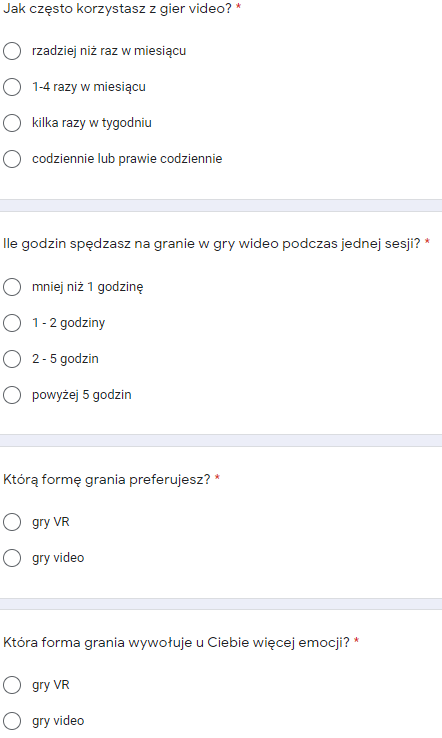 Jak często korzystasz z gier video? *
rzadziej niż raz w miesiącu
1-4 razy w miesiącu
kilka razy w tygodniu
codziennie lub prawie codziennie
Ile godzin spędzasz na granie w gry wideo podczas jednej sesji? *
mniej niż 1 godzinę
1 - 2 godziny
2 - 5 godzin
powyżej 5 godzin
Którą formę grania preferujesz? *
gry VR
gry video
Która forma grania wywołuje u Ciebie więcej emocji? *
gry VR
gry video